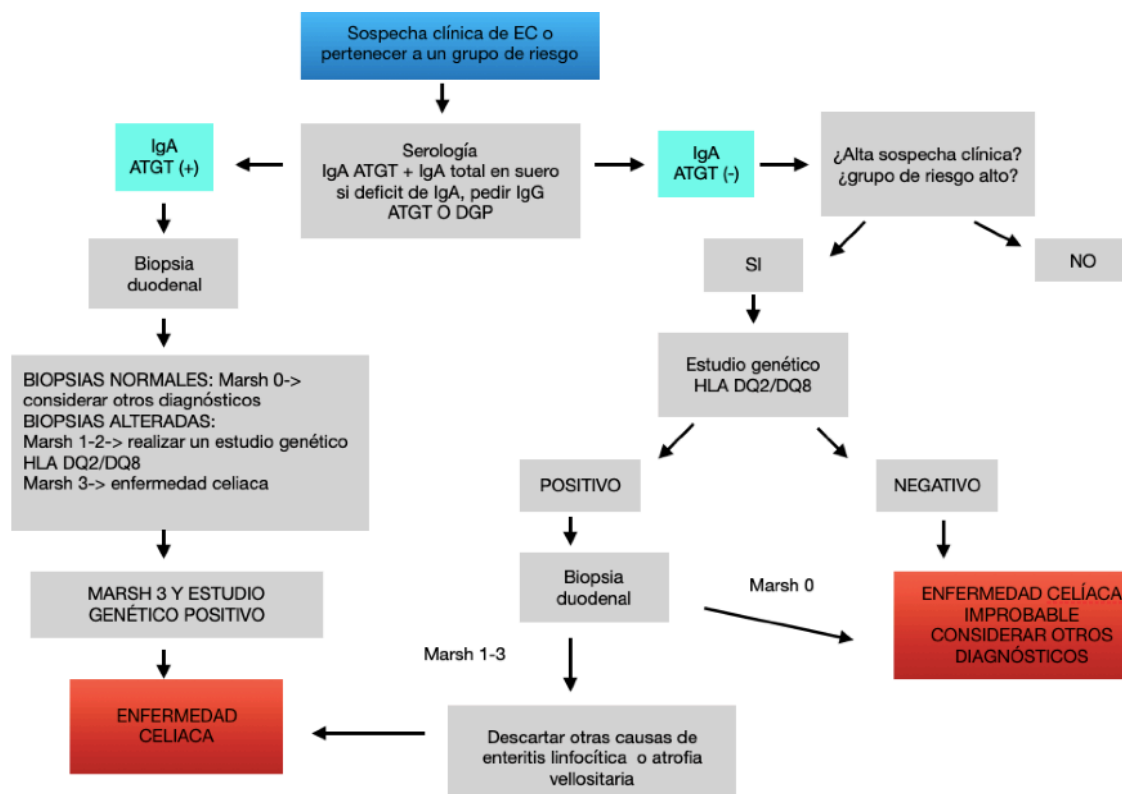 Sospecha clínica de EC o
pertenecer a un grupo de riesgo
IgA
ATGT (+)
Serología
IgA ATGT + IgA total en suero
si deficit de IgA, pedir IgG
ATGT O DGP
IgA
ATGT (-)
¿Alta sospecha clínica?
¿grupo de riesgo alto?
Biopsia
duodenal
SI
NO
BIOPSIAS NORMALES: Marsh 0->
considerar otros diagnósticos
BIOPSIAS ALTERADAS:
Marsh 1-2-> realizar un estudio genético
HLA DQ2/DQ8
Marsh 3-> enfermedad celiaca
Estudio genético
HLA DQ2/DQ8
POSITIVO
NEGATIVO
MARSH 3 Y ESTUDIO
GENÉTICO POSITIVO
Biopsia
duodenal
Marsh 0
ENFERMEDAD CELÍACA
IMPROBABLE
CONSIDERAR OTROS
DIAGNÓSTICOS
Marsh 1-3
ENFERMEDAD
CELIACA
Descartar otras causas de
enteritis linfocítica o atrofia
vellositaria